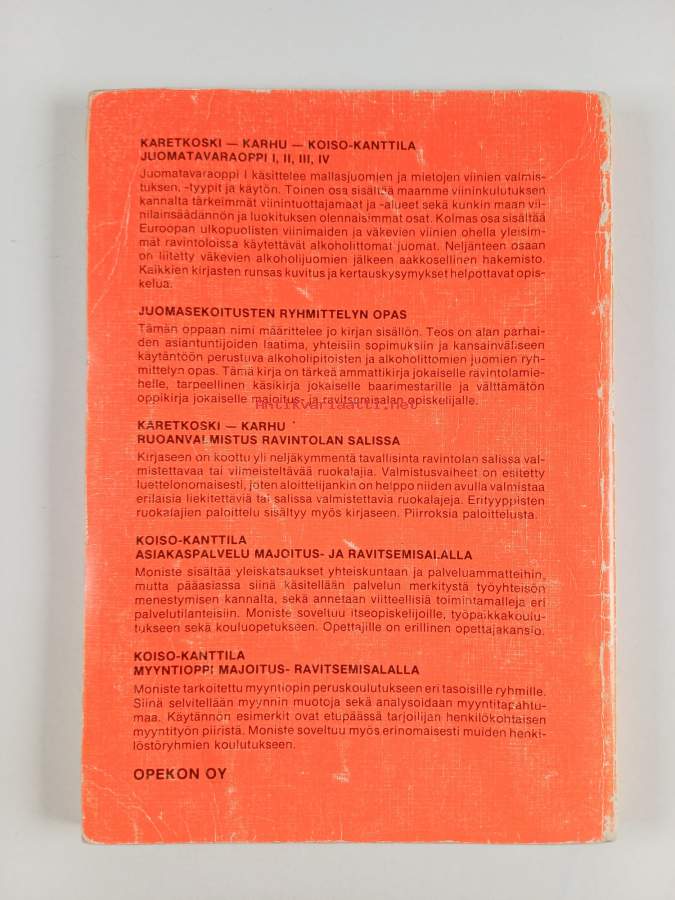 KARETKOSKI — KARHU — KOISO-KANTTILA
JUOMATAVARAOPPI I, II, III, IV
Juomatavaraoppi I käsittelee mallasjuomien ja mietojen viinien valmis-
tuksen, -tyypit ja käytön. Toinen osa sisältää maamme viininkulutuksen
kannalta tärkeimmät viinintuottajamaat ja -alueet sekä kunkin maan vii-
nilainsäädännön ja luokituksen olennaisimmat osat. Kolmas osa sisältää
Euroopan ulkopuolisten viinimaiden ja väkevien viinien ohella yleisim-
mät ravintoloissa käytettävät alkoholittomat juomat. Neljänteen osaan
on liitetty väkevien alkoholijuomien jälkeen aakkosellinen hakemisto.
Kaikkien kirjasten runsas kuvitus ja kertauskysymykset helpottavat opis-
kelua.
JUOMASEKOITUSTEN RYHMITTELYN OPAS
Tämän oppaan nimi määrittelee jo kirjan sisällön. Teos on alan parhai-
den asiantuntijoiden laatima, yhteisiin sopimuksiin ja kansainväliseen
käytäntöön perustuva alkoholipitoisten ja alkoholittomien juomien ryh-
mittelyn opas. Tämä kirja on tärkeä ammattikirja jokaiselle ravintolamie-
helle, tarpeellinen käsikirja jokaiselle baarimestarille ja välttämätön
oppikirja jokaiselle majoitus- ja ravitsemisalan opiskelijalle.
antikvariaatti.net
KARETKOSKI — KARHU
RUOANVALMISTUS RAVINTOLAN SALISSA
Kirjaseen on koottu yli neljäkymmentä tavallisinta ravintolan salissa val-
mistettavaa tai viimeisteltävää ruokalajia. Valmistusvaiheet on esitetty
luettelonomaisesti, joten aloittelijankin on helppo niiden avulla valmistaa
erilaisia liekitettäviä tai salissa valmistettavia ruokalajeja. Erityyppisten
ruokalajien paloittelu sisältyy myös kirjaseen. Piirroksia paloittelusta.
KOISO-KANTTILA
ASIAKASPALVELU MAJOITUS- JA RAVITSEMISALALLA
Moniste sisältää yleiskatsaukset yhteiskuntaan ja palveluammatteihin,
mutta pääasiassa siinä käsitellään palvelun merkitystä työyhteisön
menestymisen kannalta, sekä annetaan viitteellisiä toimintamalleja eri
palvelutilanteisiin. Moniste soveltuu itseopiskelijoille, työpaikkakoulu-
tukseen sekä kouluopetukseen. Opettajille on erillinen opettajakansio.
KOISO-KANTTILA
MYYNTIOPPI MAJOITUS- RAVITSEMISALALLA
Moniste tarkoitettu myyntiopin peruskoulutukseen eri tasoisille ryhmille.
Siinä selvitellään myynnin muotoja sekä analysoidaan myyntitapahtu-
maa. Käytännön esimerkit ovat etupäässä tarjoilijan henkilökohtaisen
myyntityön piiristä. Moniste soveltuu myös erinomaisesti muiden henki-
löstöryhmien koulutukseen.
OPEKON OY